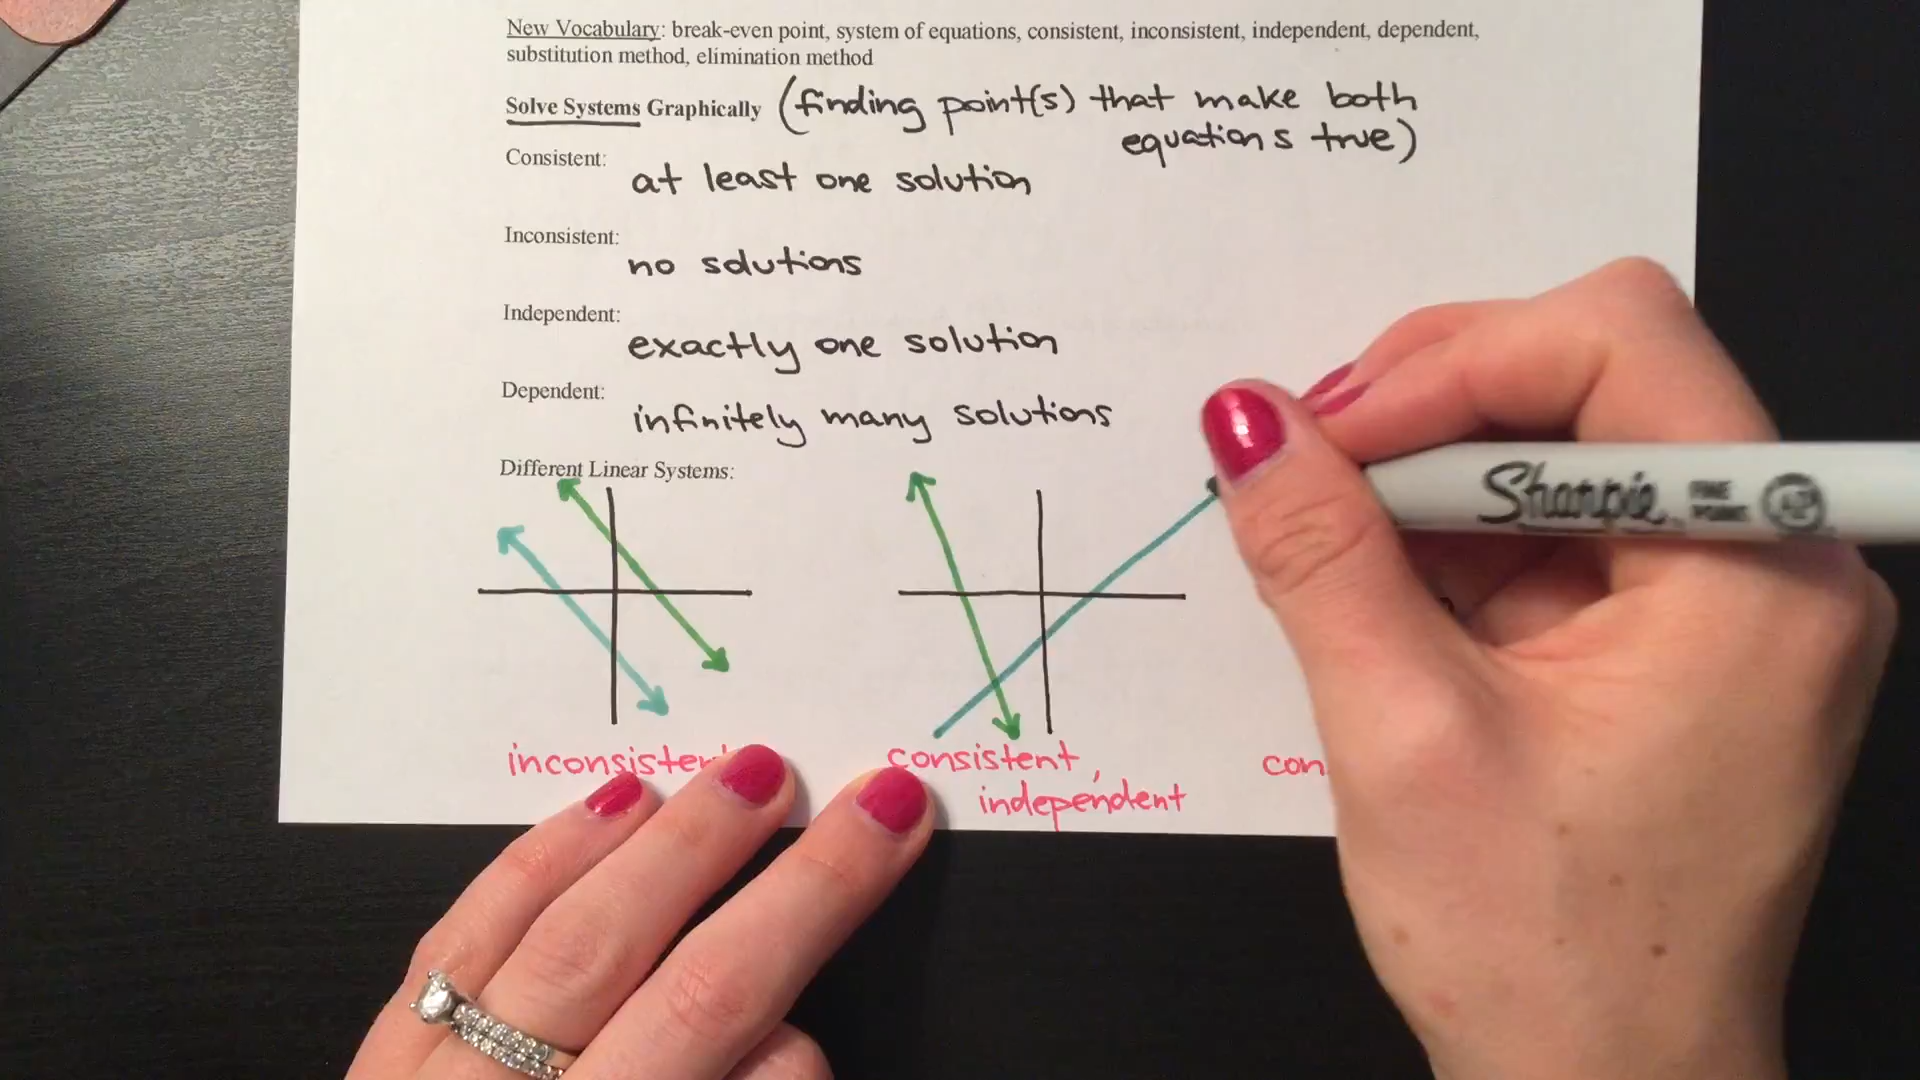 New Vocabulary: break-even point, system of equations, consistent, inconsistent, independent, dependent,
substitution method, elimination method
Solve Systems Graphically (finding point(s) that make both
equations true)
Consistent:
at least one solution
Inconsistent:
no solutions
Independent:
exactly one solution
Dependent:
infinitely many solutions
Different Linear Systems:
Sharpie FINE POINT
consistent,
independent